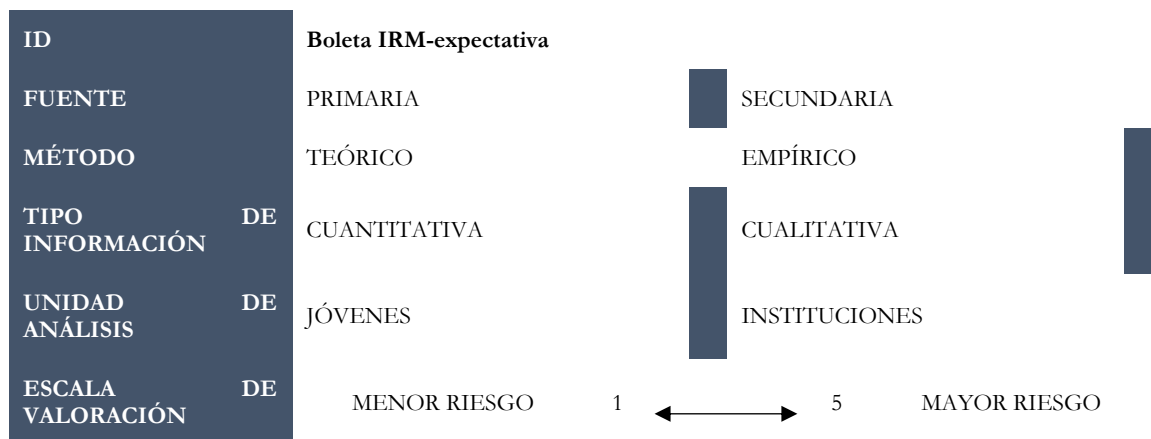 ID Boleta IRM-expectativa
FUENTE PRIMARIA SECUNDARIA
MÉTODO TEÓRICO EMPÍRICO
TIPO DE
INFORMACIÓN CUANTITATIVA CUALITATIVA
UNIDAD DE
ANÁLISIS JÓVENES INSTITUCIONES
ESCALA DE
VALORACIÓN MENOR RIESGO 1 5 MAYOR RIESGO